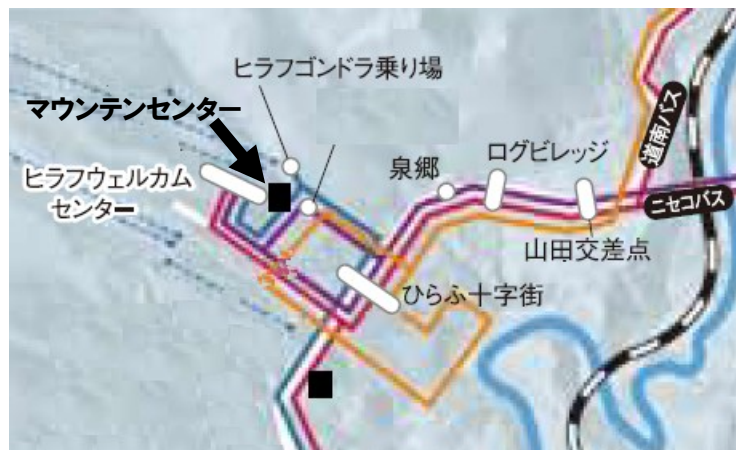 ヒラフゴンドラ乗り場
マウンテンセンター
ヒラフウェルカム
センター
泉郷
ログビレッジ
道南バス
ニセコバス
山田交差点
ひらふ十字街